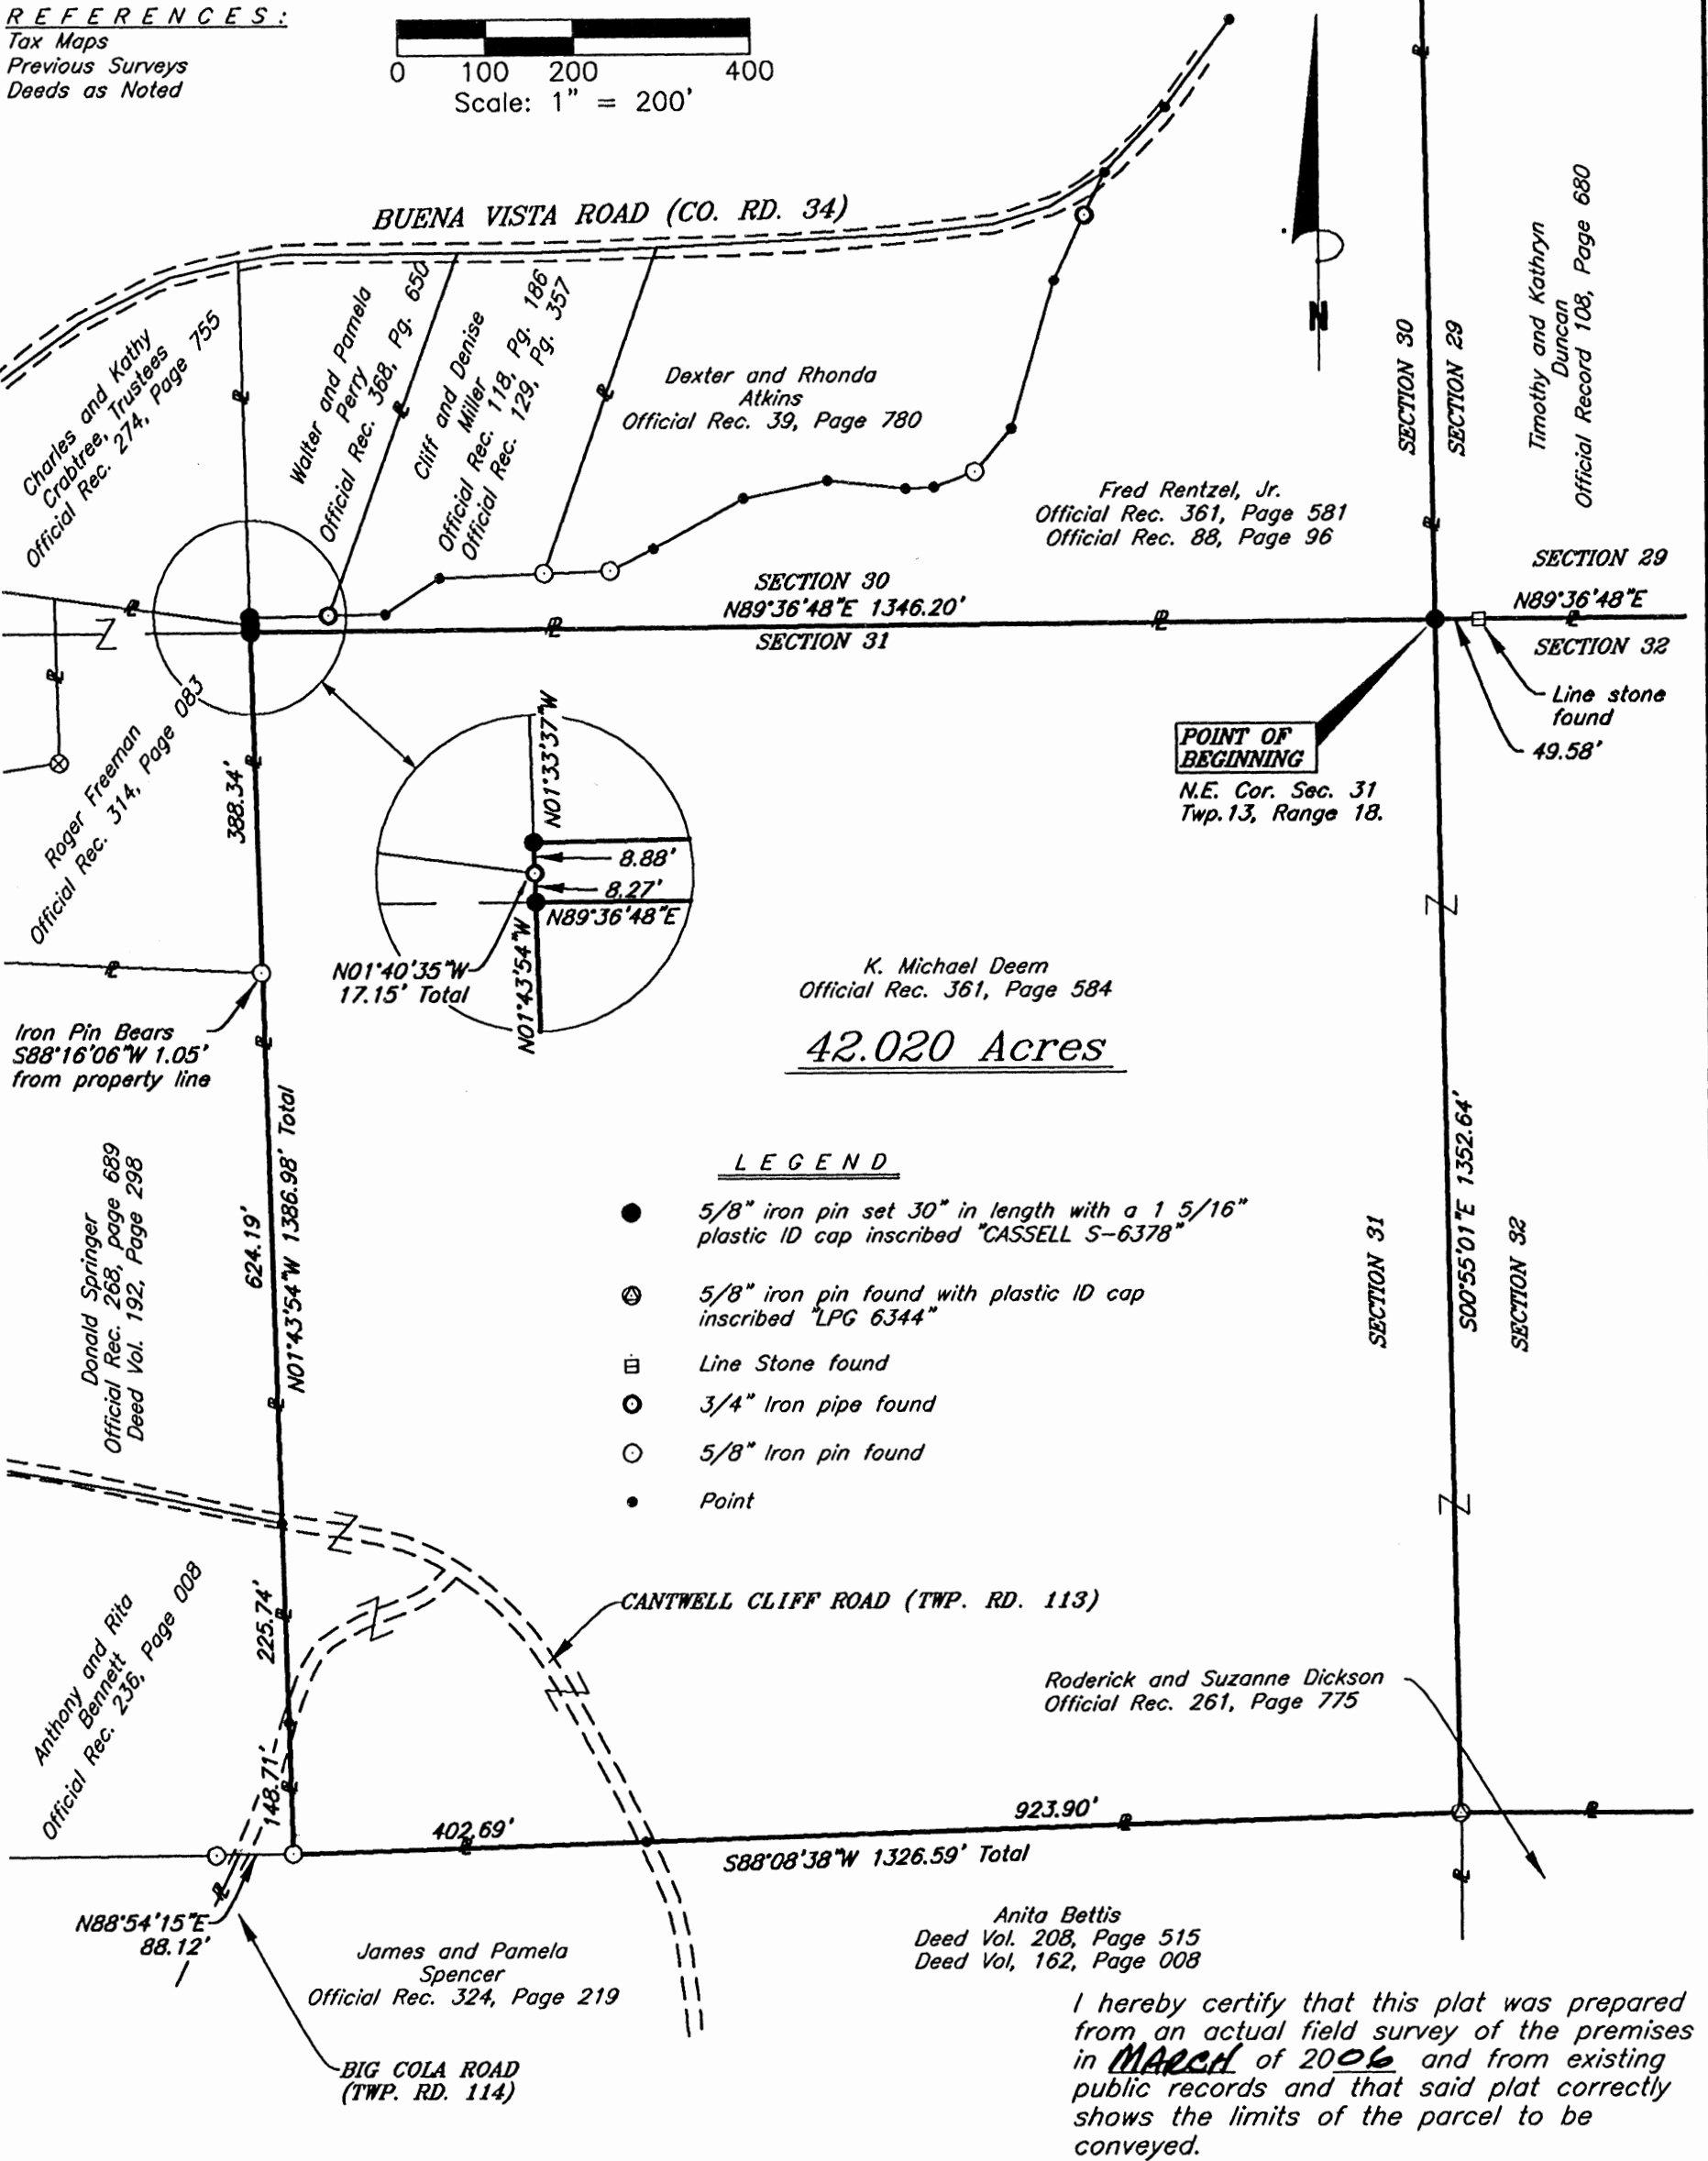 REFERENCES:
Tax Maps
Previous Surveys
Deeds as Noted
0 100 200 400
Scale: 1" = 200'
BUENA VISTA ROAD (CO. RD. 34)
Charles and Kathy
Crabtree, Trustees
Official Rec. 274, Page 755
Walter and Pamela
Perry
Official Rec. 368, Pg. 650
Cliff and Denise
Miller
Official Rec. 118, Pg. 186
Official Rec. 129, Pg. 357
Dexter and Rhonda
Atkins
Official Rec. 39, Page 780
Fred Rentzel, Jr.
Official Rec. 361, Page 581
Official Rec. 88, Page 96
N
SECTION 30
SECTION 29
Timothy and Kathryn
Duncan
Official Record 108, Page 680
SECTION 30
N89°36'48"E 1346.20'
SECTION 31
SECTION 29
N89°36'48"E
SECTION 32
Line stone
found
49.58'
POINT OF
BEGINNING
N.E. Cor. Sec. 31
Twp.13, Range 18.
Roger Freeman
Official Rec. 314, Page 083
388.34'
N01°33'37"W
8.88'
8.27'
N89°36'48"E
N01°40'35"W
17.15' Total
N01°43'54"W
K. Michael Deem
Official Rec. 361, Page 584
42.020 Acres
Iron Pin Bears
S88°16'06"W 1.05'
from property line
Donald Springer
Official Rec. 268, page 689
Deed Vol. 192, Page 298
624.19'
N01°43'54"W 1386.98' Total
LEGEND
5/8" iron pin set 30" in length with a 1 5/16"
plastic ID cap inscribed "CASSELL S-6378"
5/8" iron pin found with plastic ID cap
inscribed "LPG 6344"
Line Stone found
3/4" Iron pipe found
5/8" Iron pin found
Point
SECTION 31
S00°55'01"E 1352.64'
SECTION 32
Anthony and Rita
Bennett
Official Rec. 236, Page 008
225.74'
148.71'
CANTWELL CLIFF ROAD (TWP. RD. 113)
Roderick and Suzanne Dickson
Official Rec. 261, Page 775
402.69'
923.90'
S88°08'38"W 1326.59' Total
N88°54'15"E
88.12'
James and Pamela
Spencer
Official Rec. 324, Page 219
Anita Bettis
Deed Vol. 208, Page 515
Deed Vol, 162, Page 008
BIG COLA ROAD
(TWP. RD. 114)
I hereby certify that this plat was prepared
from an actual field survey of the premises
in MARCH of 2006 and from existing
public records and that said plat correctly
shows the limits of the parcel to be
conveyed.